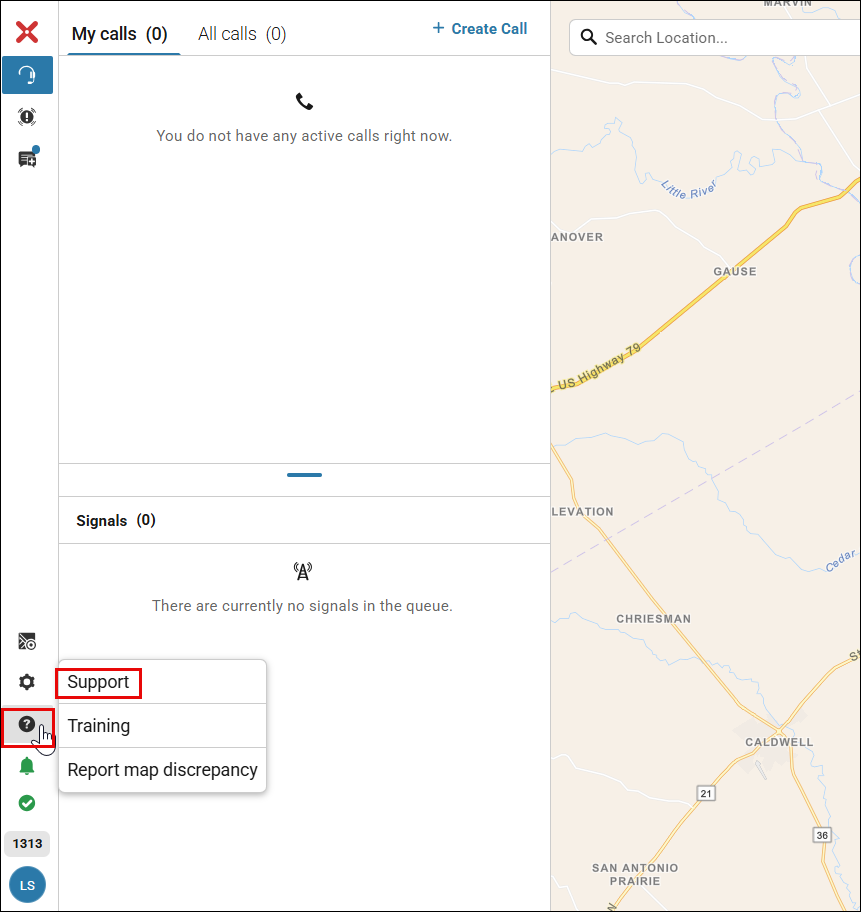 My calls (0)
All calls (0)
+ Create Call
You do not have any active calls right now.
Signals (0)
There are currently no signals in the queue.
Support
Training
Report map discrepancy
?
1313
LS
Search Location...
MARVIN
Little River
ANOVER
GAUSE
US Highway 79
LEVATION
Cedar
CHRIESMAN
St
CALDWELL
21
36
SAN ANTONIO
PRAIRIE
N